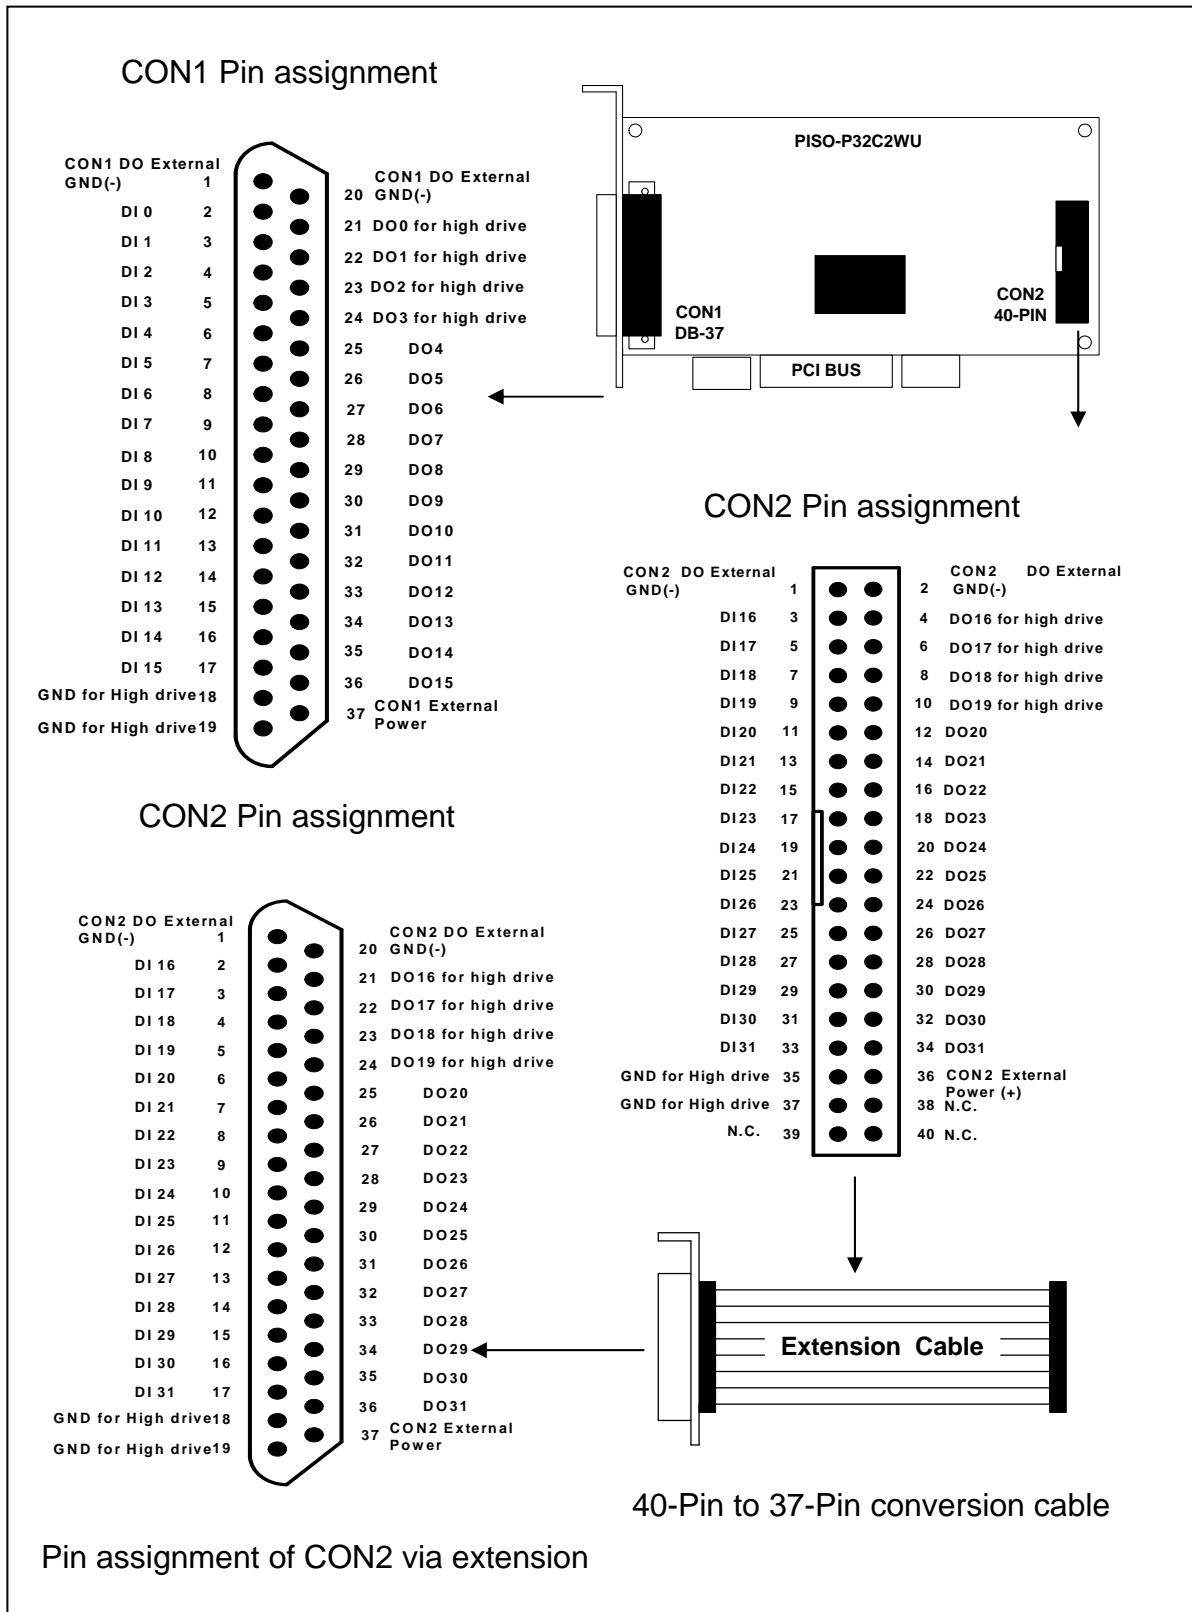 CON1 Pin assignment
CON1 DO External
GND(-) 1
DI 0 2
DI 1 3
DI 2 4
DI 3 5
DI 4 6
DI 5 7
DI 6 8
DI 7 9
DI 8 10
DI 9 11
DI 10 12
DI 11 13
DI 12 14
DI 13 15
DI 14 16
DI 15 17
GND for High drive 18
GND for High drive 19
CON1 DO External
20 GND(-)
21 DO0 for high drive
22 DO1 for high drive
23 DO2 for high drive
24 DO3 for high drive
25 DO4
26 DO5
27 DO6
28 DO7
29 DO8
30 DO9
31 DO10
32 DO11
33 DO12
34 DO13
35 DO14
36 DO15
37 CON1 External
Power
PISO-P32C2WU
CON1
DB-37
CON2
40-PIN
PCI BUS
CON2 Pin assignment
CON2 DO External
GND(-) 1
DI16 3
DI17 5
DI18 7
DI19 9
DI20 11
DI21 13
DI22 15
DI23 17
DI24 19
DI25 21
DI26 23
DI27 25
DI28 27
DI29 29
DI30 31
DI31 33
GND for High drive 35
GND for High drive 37
N.C. 39
CON2 DO External
2 GND(-)
4 DO16 for high drive
6 DO17 for high drive
8 DO18 for high drive
10 DO19 for high drive
12 DO20
14 DO21
16 DO22
18 DO23
20 DO24
22 DO25
24 DO26
26 DO27
28 DO28
30 DO29
32 DO30
34 DO31
36 CON2 External
Power (+)
38 N.C.
40 N.C.
CON2 Pin assignment
CON2 DO External
GND(-) 1
DI 16 2
DI 17 3
DI 18 4
DI 19 5
DI 20 6
DI 21 7
DI 22 8
DI 23 9
DI 24 10
DI 25 11
DI 26 12
DI 27 13
DI 28 14
DI 29 15
DI 30 16
DI 31 17
GND for High drive 18
GND for High drive 19
CON2 DO External
20 GND(-)
21 DO16 for high drive
22 DO17 for high drive
23 DO18 for high drive
24 DO19 for high drive
25 DO20
26 DO21
27 DO22
28 DO23
29 DO24
30 DO25
31 DO26
32 DO27
33 DO28
34 DO29
35 DO30
36 DO31
37 CON2 External
Power
Extension Cable
40-Pin to 37-Pin conversion cable
Pin assignment of CON2 via extension